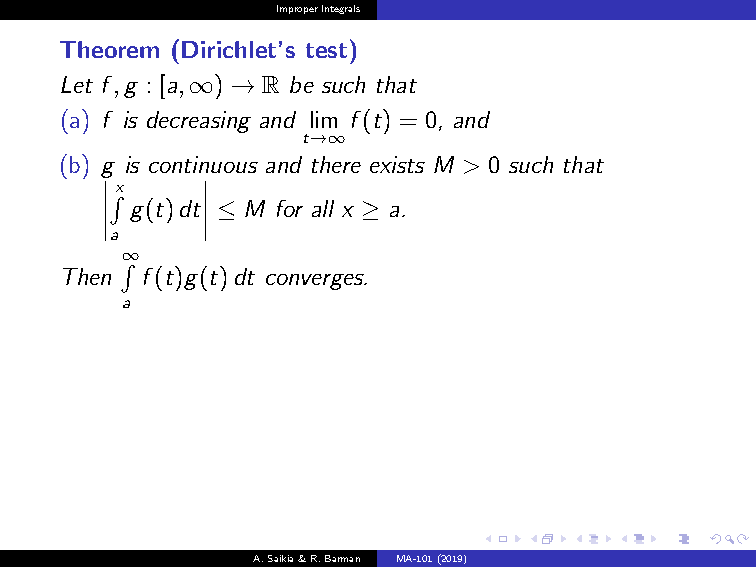 Improper Integrals
Theorem (Dirichlet's test)
Let f, g : [a, ∞) → ℝ be such that
(a) f is decreasing and lim_{t→∞} f(t) = 0, and
(b) g is continuous and there exists M > 0 such that
|∫_a^x g(t) dt| ≤ M for all x ≥ a.
Then ∫_a^∞ f(t)g(t) dt converges.
A. Saikia & R. Barman MA-101 (2019)